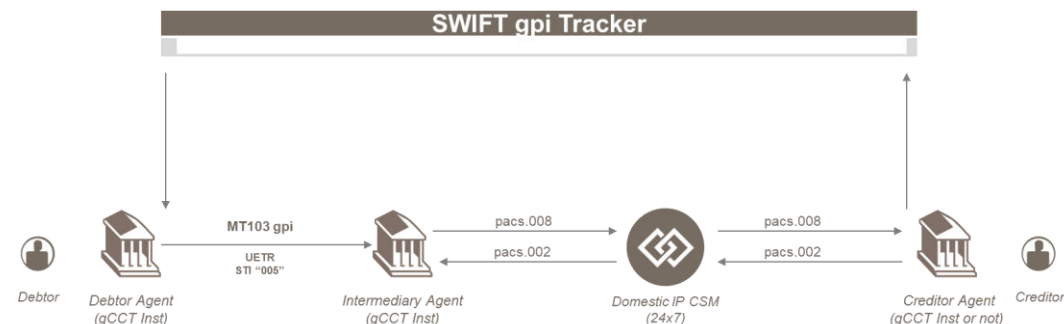 SWIFT gpi Tracker
MT103 gpi
UETR
STI “005”
pacs.008
pacs.002
pacs.008
pacs.002
Debtor
Debtor Agent
(gCCT Inst)
Intermediary Agent
(gCCT Inst)
Domestic IP CSM
(24x7)
Creditor Agent
(gCCT Inst or not)
Creditor